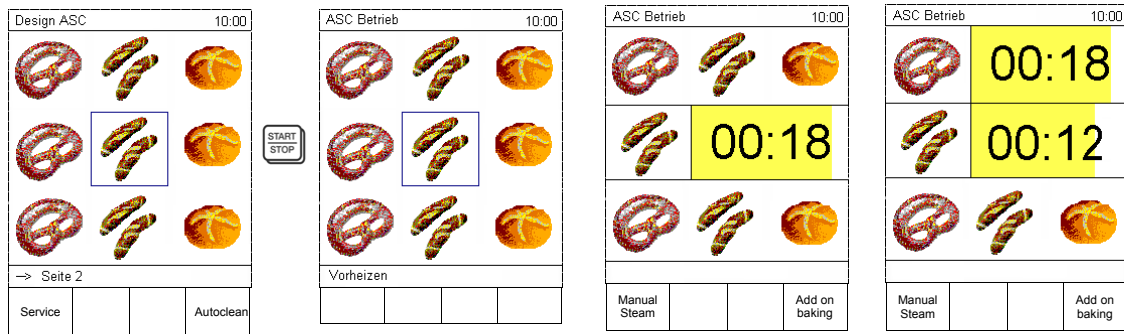 Design ASC 10:00
-> Seite 2
Service Autoclean
START
STOP
ASC Betrieb 10:00
Vorheizen
ASC Betrieb 10:00
00:18
Manual
Steam
Add on
baking
ASC Betrieb 10:00
00:18
00:12
Manual
Steam
Add on
baking